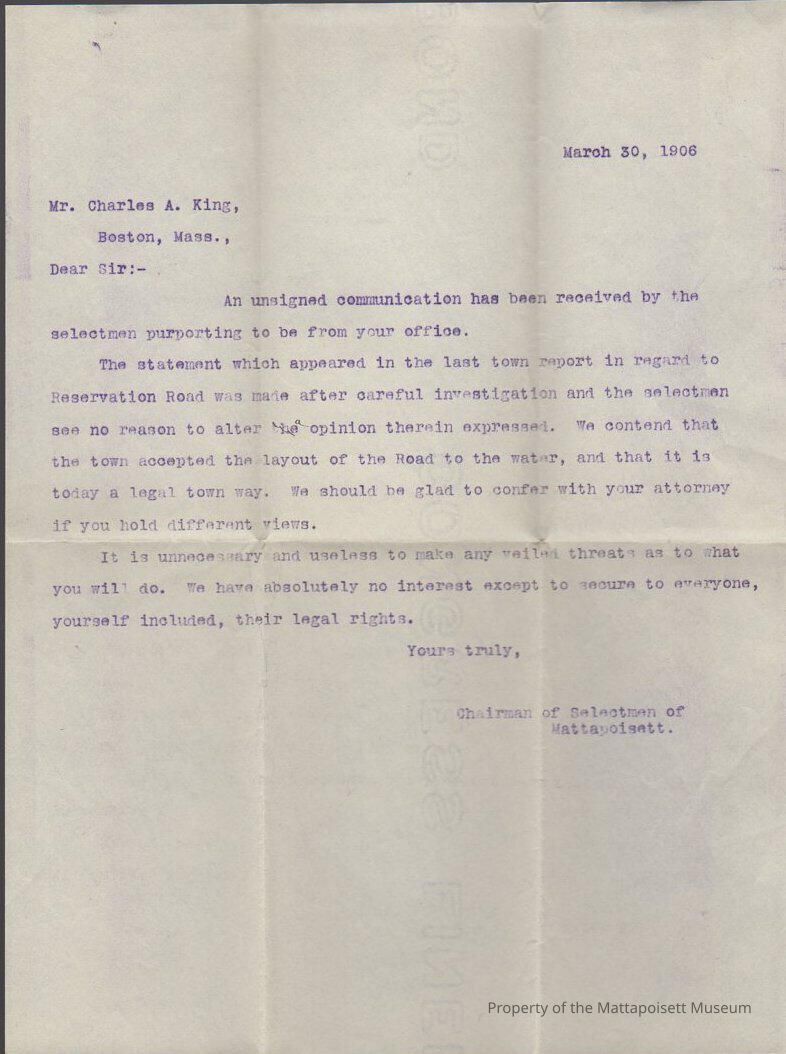 March 30, 1906
Mr. Charles A. King,
Boston, Mass.,
Dear Sir:-
An unsigned communication has been received by the
selectmen purporting to be from your office.
The statement which appeared in the last town report in regard to
Reservation Road was made after careful investigation and the selectmen
see no reason to alter the opinion therein expressed. We contend that
the town accepted the layout of the Road to the water, and that it is
today a legal town way. We should be glad to confer with your attorney
if you hold different views.
It is unnecessary and useless to make any veiled threats as to what
you will do. We have absolutely no interest except to secure to everyone,
yourself included, their legal rights.
Yours truly,
Chairman of Selectmen of
Mattapoisett.
Property of the Mattapoisett Museum